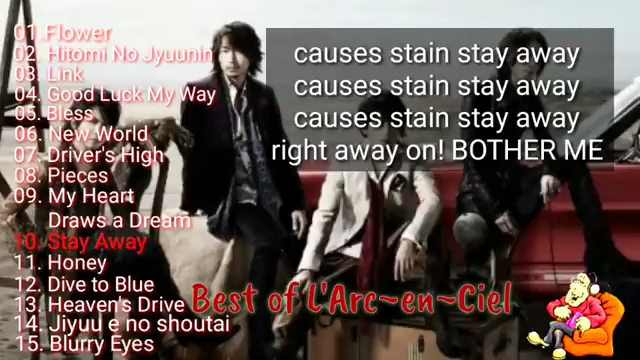 01.Flower
02. Hitomi No Jyuunin
03. Link
04. Good Luck My Way
05. Bless
06. New World
07. Driver's High
08. Pieces
09. My Heart
Draws a Dream
10. Stay Away
11. Honey
12. Dive to Blue
13. Heaven's Drive
14. Jiyuu e no shoutai
15. Blurry Eyes
causes stain stay away
causes stain stay away
causes stain stay away
right away on! BOTHER ME
Best of L'Arc~en~Ciel